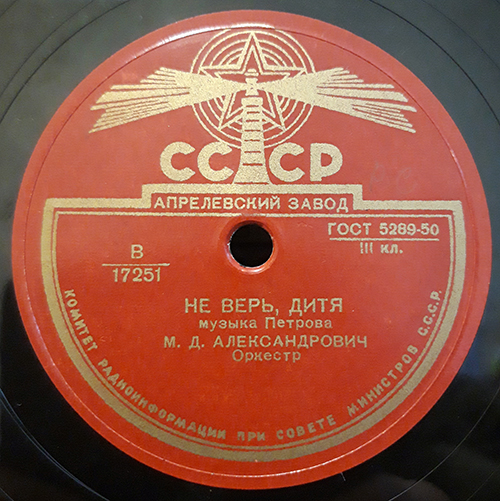 СССР
АПРЕЛЕВСКИЙ ЗАВОД
ГОСТ 5289-50
III кл.
В
17251
НЕ ВЕРЬ, ДИТЯ
музыка Петрова
М. Д. АЛЕКСАНДРОВИЧ
Оркестр
КОМИТЕТ РАДИОИНФОРМАЦИИ ПРИ СОВЕТЕ МИНИСТРОВ С.С.С.Р.